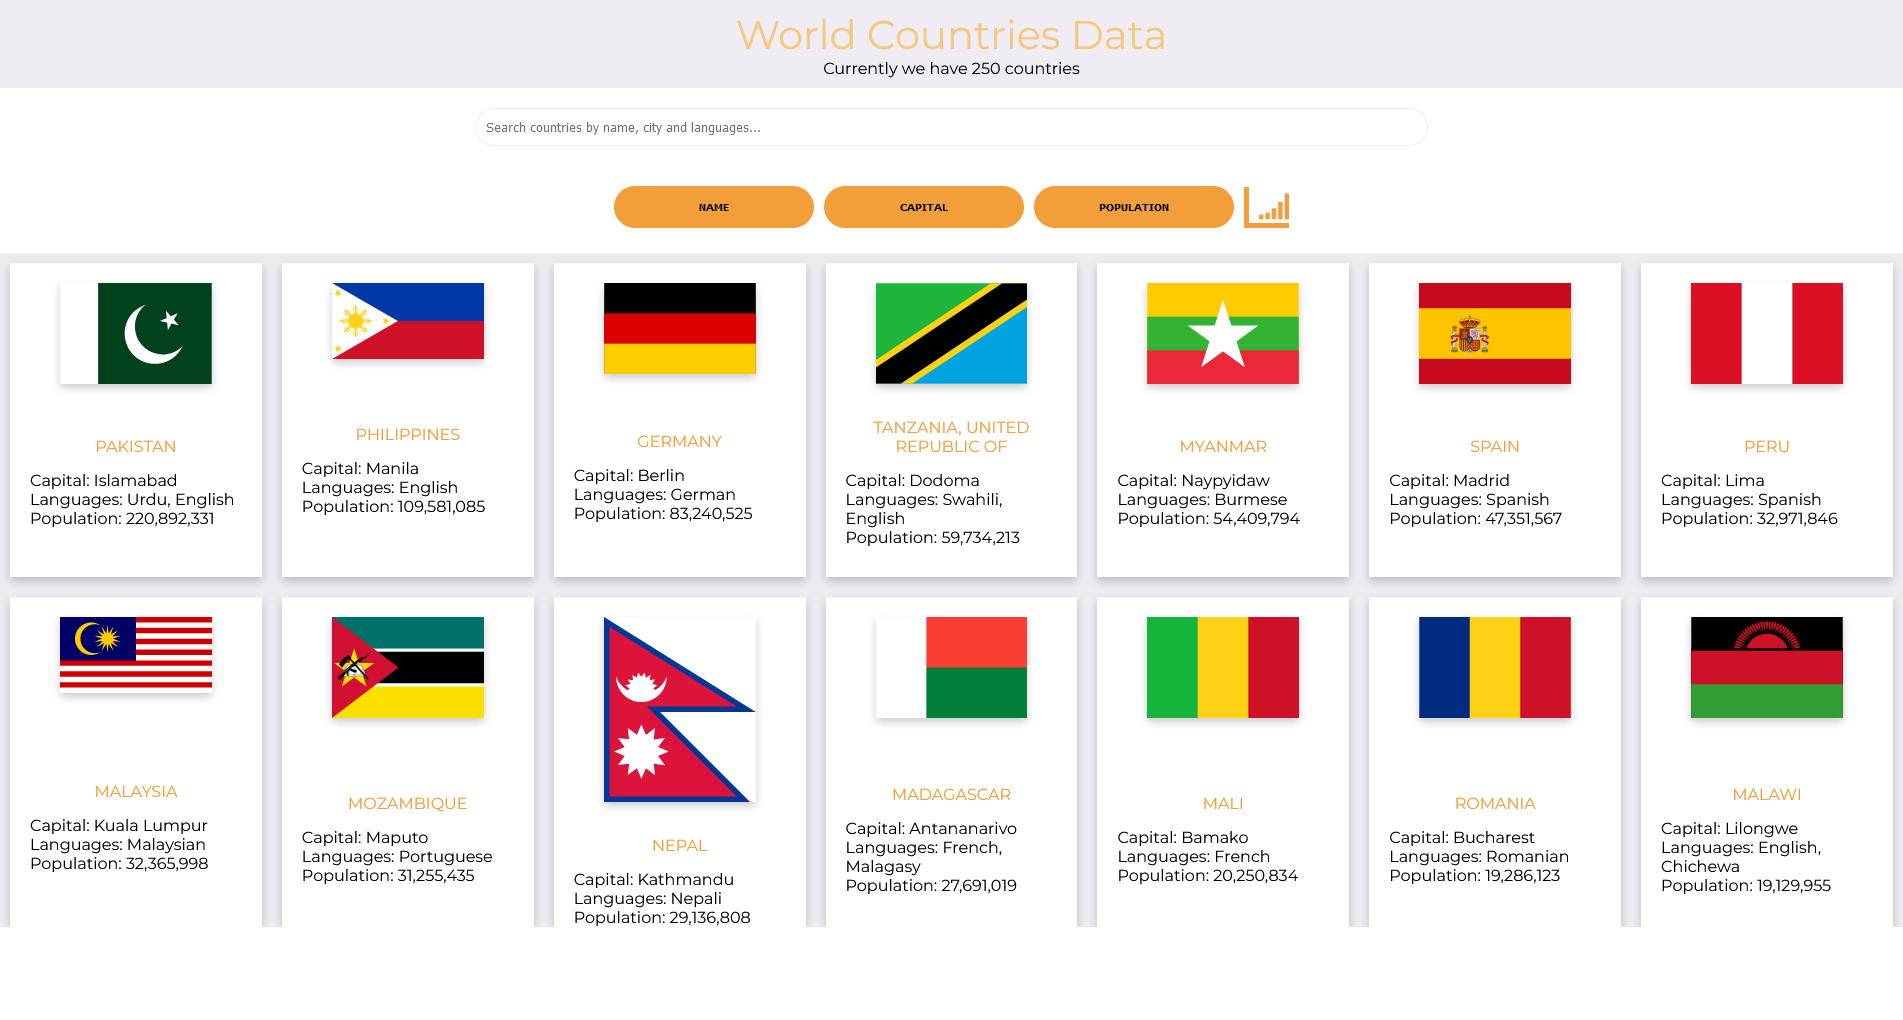 World Countries Data
Currently we have 250 countries
Search countries by name, city and languages...
NAME
CAPITAL
POPULATION
PAKISTAN
Capital: Islamabad
Languages: Urdu, English
Population: 220,892,331
PHILIPPINES
Capital: Manila
Languages: English
Population: 109,581,085
GERMANY
Capital: Berlin
Languages: German
Population: 83,240,525
TANZANIA, UNITED
REPUBLIC OF
Capital: Dodoma
Languages: Swahili,
English
Population: 59,734,213
MYANMAR
Capital: Naypyidaw
Languages: Burmese
Population: 54,409,794
SPAIN
Capital: Madrid
Languages: Spanish
Population: 47,351,567
PERU
Capital: Lima
Languages: Spanish
Population: 32,971,846
MALAYSIA
Capital: Kuala Lumpur
Languages: Malaysian
Population: 32,365,998
MOZAMBIQUE
Capital: Maputo
Languages: Portuguese
Population: 31,255,435
NEPAL
Capital: Kathmandu
Languages: Nepali
Population: 29,136,808
MADAGASCAR
Capital: Antananarivo
Languages: French,
Malagasy
Population: 27,691,019
MALI
Capital: Bamako
Languages: French
Population: 20,250,834
ROMANIA
Capital: Bucharest
Languages: Romanian
Population: 19,286,123
MALAWI
Capital: Lilongwe
Languages: English,
Chichewa
Population: 19,129,955